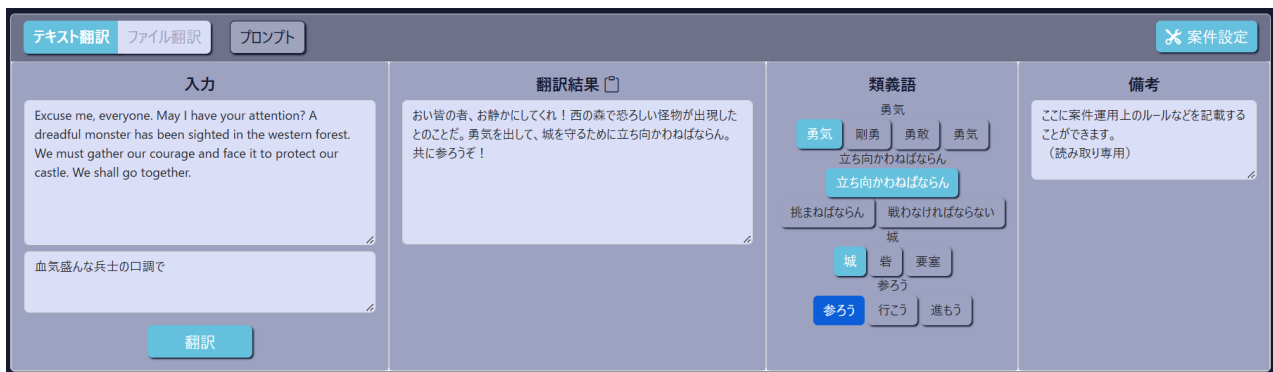 テキスト翻訳 ファイル翻訳 プロンプト 案件設定
入力
Excuse me, everyone. May I have your attention? A
dreadful monster has been sighted in the western forest.
We must gather our courage and face it to protect our
castle. We shall go together.
血気盛んな兵士の口調で
翻訳
翻訳結果
おい皆の者、お静かにしてくれ！西の森で恐ろしい怪物が出現した
とのことだ。勇気を出して、城を守るために立ち向かわねばならん。
共に参ろうぞ！
類義語
勇気
勇気 剛勇 勇敢 勇気
立ち向かわねばならん
立ち向かわねばならん
挑まねばならん 戦わなければならない
城
城 砦 要塞
参ろう
参ろう 行こう 進もう
備考
ここに案件運用上のルールなどを記載する
ことができます。
（読み取り専用）